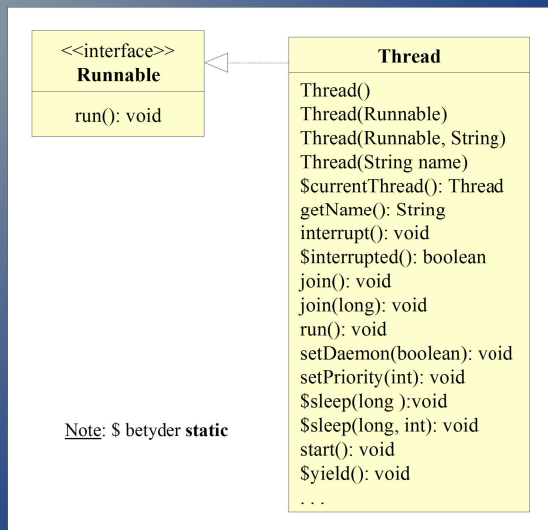 <<interface>>
Runnable
run(): void
Thread
Thread()
Thread(Runnable)
Thread(Runnable, String)
Thread(String name)
$currentThread(): Thread
getName(): String
interrupt(): void
$interrupted(): boolean
join(): void
join(long): void
run(): void
setDaemon(boolean): void
setPriority(int): void
$sleep(long ):void
$sleep(long, int): void
start(): void
$yield(): void
. . .
Note: $ betyder static